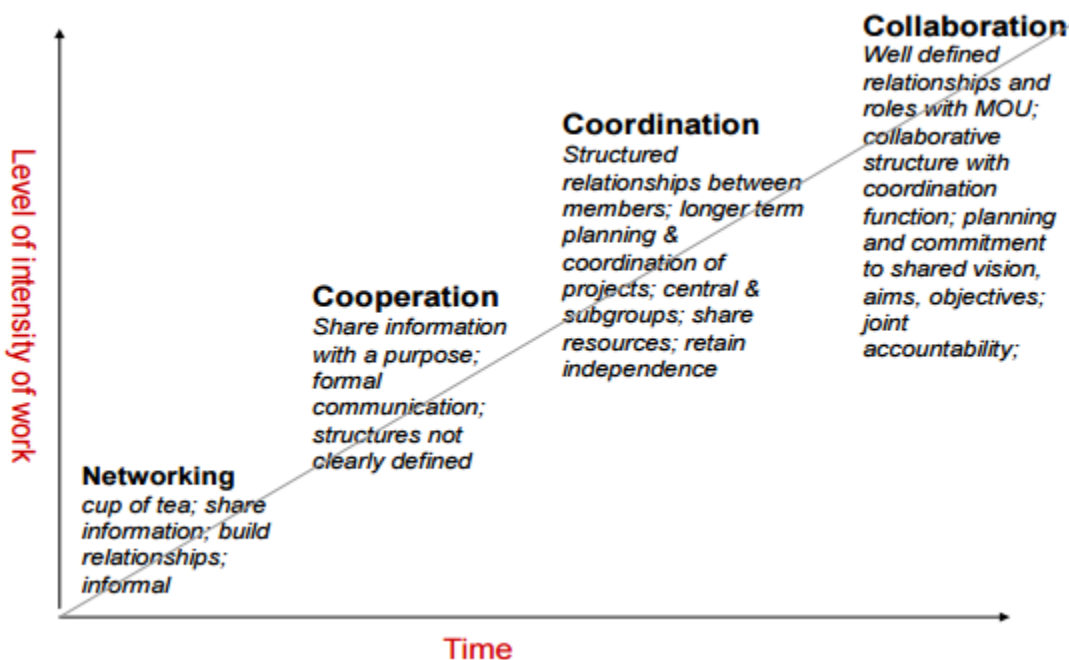 Collaboration
Well defined
relationships and
roles with MOU;
collaborative
structure with
coordination
function; planning
and commitment
to shared vision,
aims, objectives;
joint
accountability;
Coordination
Structured
relationships between
members; longer term
planning &
coordination of
projects; central &
subgroups; share
resources; retain
independence
Cooperation
Share information
with a purpose;
formal
communication;
structures not
clearly defined
Networking
cup of tea; share
information; build
relationships;
informal
Level of intensity of work
Time